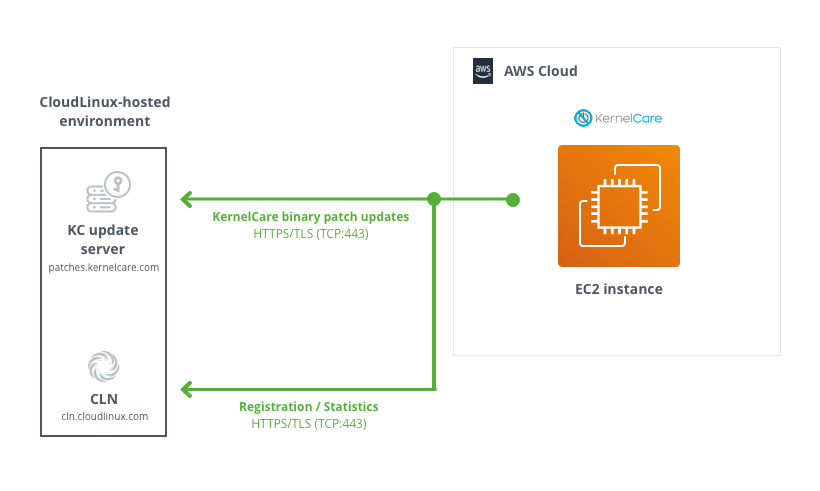 aws
AWS Cloud
KernelCare
EC2 instance
CloudLinux-hosted
environment
KC update
server
patches.kernelcare.com
CLN
cln.cloudlinux.com
KernelCare binary patch updates
HTTPS/TLS (TCP:443)
Registration / Statistics
HTTPS/TLS (TCP:443)